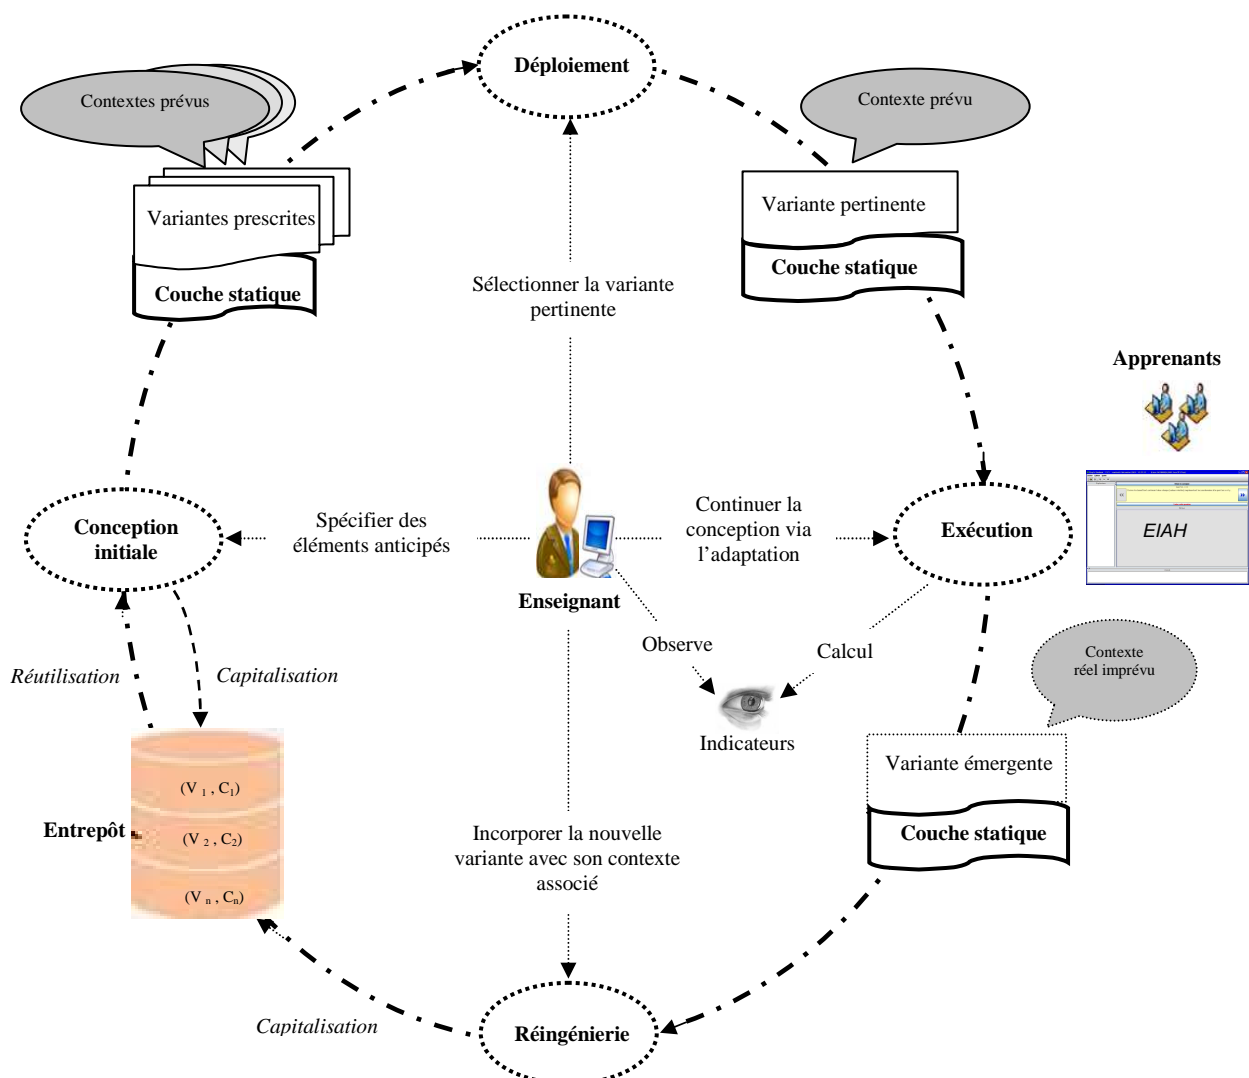 Déploiement
Contextes prévus
Contexte prévu
Variantes prescrites
Variante pertinente
Couche statique
Couche statique
Sélectionner la variante
pertinente
Apprenants
Conception
initiale
Spécifier des
éléments anticipés
Continuer la
conception via
l’adaptation
Exécution
EIAH
Enseignant
Observe
Calcul
Contexte
réel imprévu
Réutilisation
Capitalisation
Indicateurs
Variante émergente
(V 1 , C1)
Entrepôt
(V 2 , C2)
(V n , Cn)
Couche statique
Incorporer la nouvelle
variante avec son contexte
associé
Capitalisation
Réingénierie